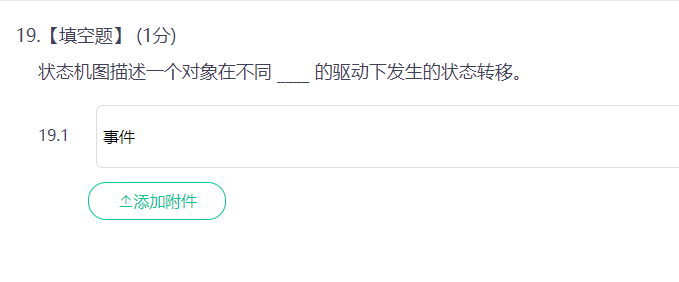 19.【填空题】 (1分)
状态机图描述一个对象在不同 ____ 的驱动下发生的状态转移。
19.1
事件
添加附件